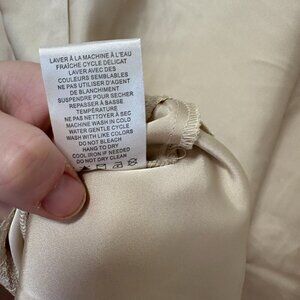 LAVER À LA MACHINE À L'EAU
FRAÎCHE CYCLE DÉLICAT
LAVER AVEC DES
COULEURS SEMBLABLES
NE PAS UTILISER D'AGENT
DE BLANCHIMENT
SUSPENDRE POUR SECHER
REPASSER À BASSE
TEMPÉRATURE
NE PAS NETTOYER À SEC
MACHINE WASH IN COLD
WATER GENTLE CYCLE
WASH WITH LIKE COLORS
DO NOT BLEACH
HANG TO DRY
COOL IRON IF NEEDED
DO NOT DRY CLEAN